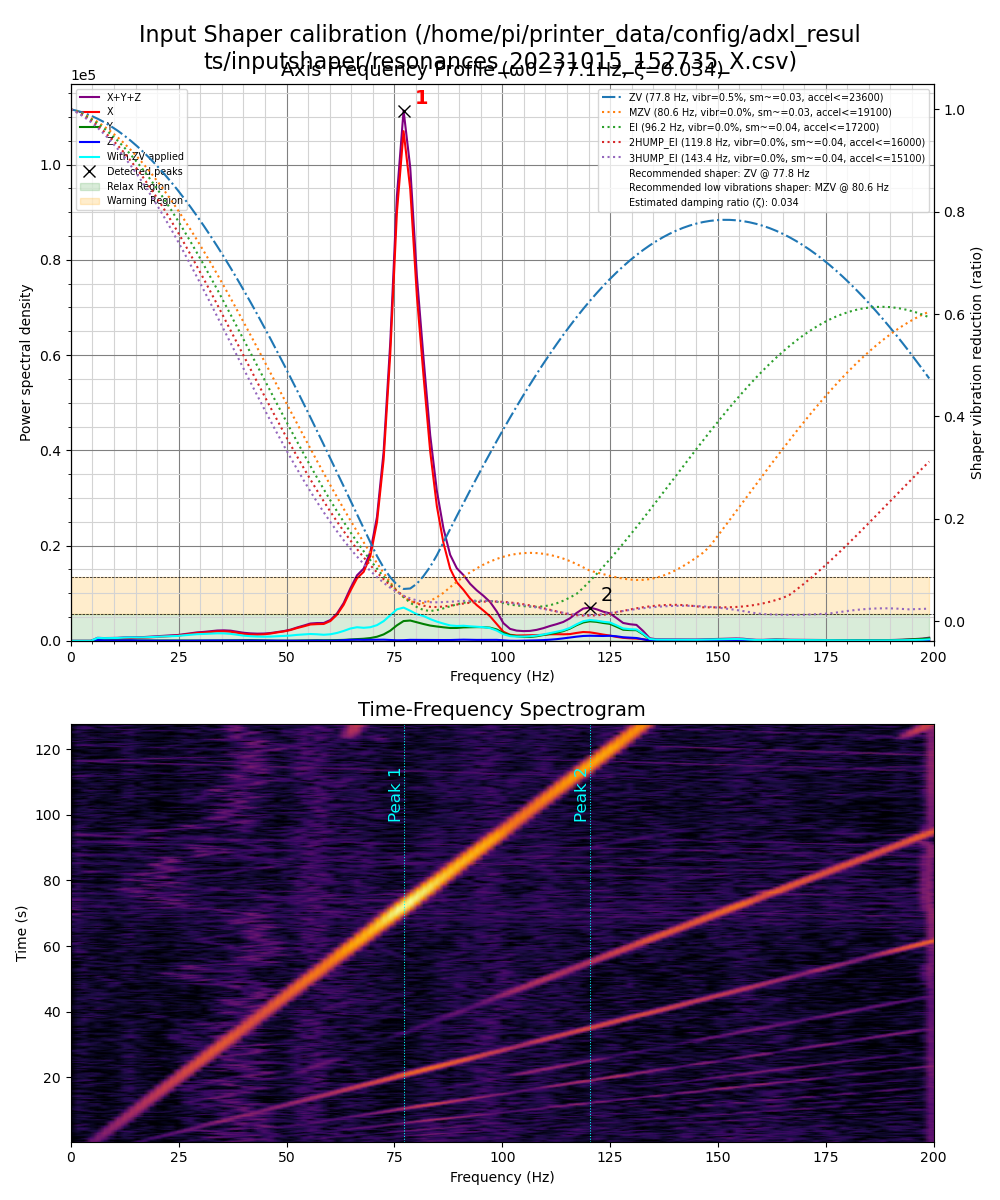 Input Shaper calibration (/home/pi/printer_data/config/adxl_resul
ts/inputshaper/resonances_20231015_152735_X.csv)
Axis Frequency Profile (ω0=77.1Hz, ζ=0.034)
1e5
X+Y+Z
X
Y
Z
With ZV applied
Detected peaks
Relax Region
Warning Region
1
ZV (77.8 Hz, vibr=0.5%, sm~=0.03, accel<=23600)
MZV (80.6 Hz, vibr=0.0%, sm~=0.03, accel<=19100)
EI (96.2 Hz, vibr=0.0%, sm~=0.04, accel<=17200)
2HUMP_EI (119.8 Hz, vibr=0.0%, sm~=0.04, accel<=16000)
3HUMP_EI (143.4 Hz, vibr=0.0%, sm~=0.04, accel<=15100)
Recommended shaper: ZV @ 77.8 Hz
Recommended low vibrations shaper: MZV @ 80.6 Hz
Estimated damping ratio (ζ): 0.034
1.0
0.8
0.6
0.4
0.2
0.0
Power spectral density
1.0
0.8
0.6
0.4
0.2
0.0
Shaper vibration reduction (ratio)
2
0 25 50 75 100 125 150 175 200
Frequency (Hz)
Time-Frequency Spectrogram
120
100
80
60
40
20
Time (s)
Peak 1
Peak 2
0 25 50 75 100 125 150 175 200
Frequency (Hz)